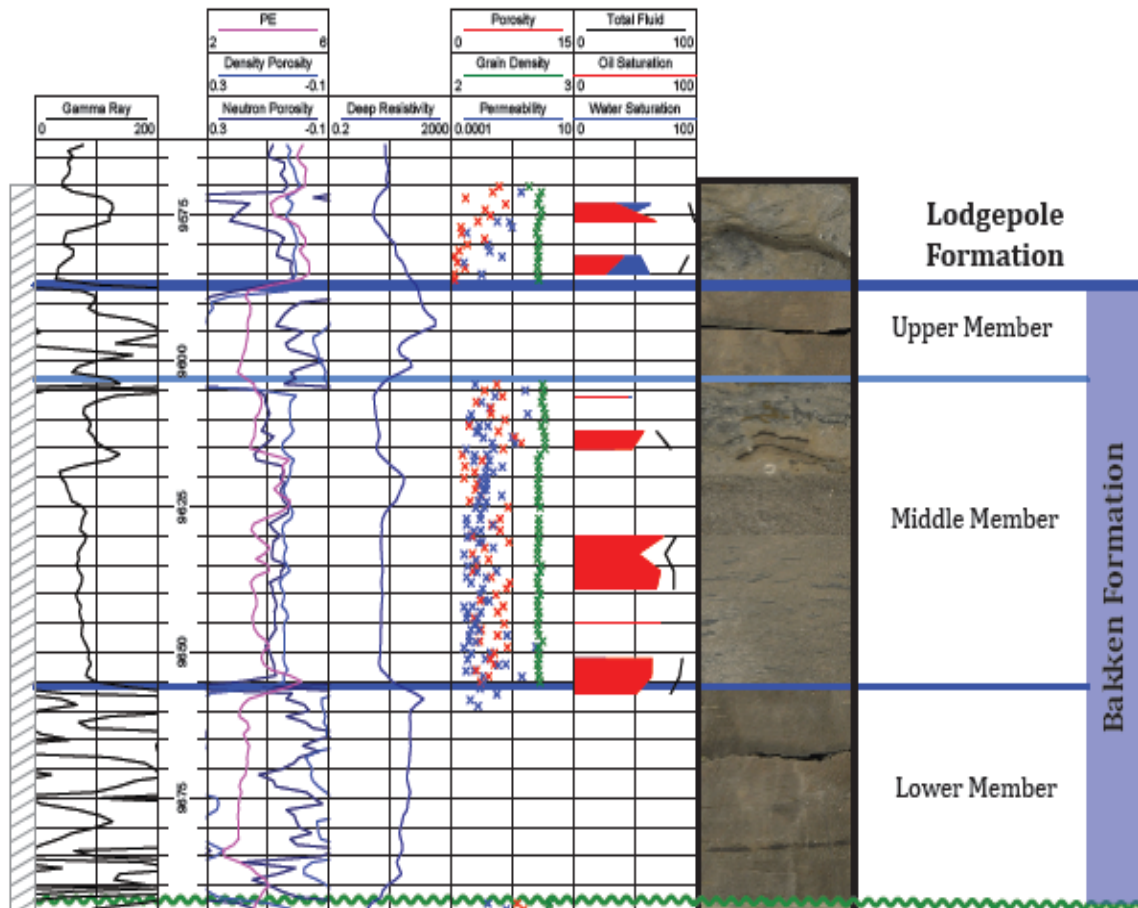 PE
2 6
Density Porosity
0.3 -0.1
Gamma Ray
0 200
Neutron Porosity
0.3 -0.1
Deep Resistivity
0.2 2000
Porosity
0 15
Grain Density
2 3
Permeability
0.0001 10
Total Fluid
0 100
Oil Saturation
0 100
Water Saturation
0 100
9575
9600
9625
9650
9675
Lodgepole
Formation
Upper Member
Middle Member
Lower Member
Bakken Formation